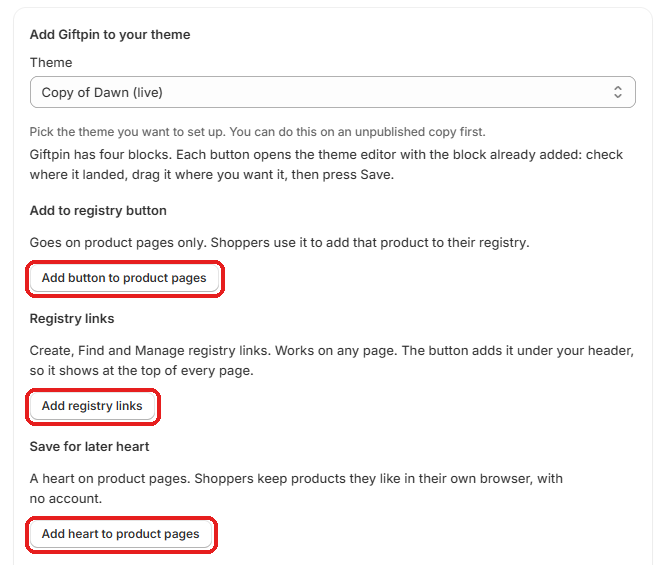 Add Giftpin to your theme
Theme
Copy of Dawn (live)
Pick the theme you want to set up. You can do this on an unpublished copy first.
Giftpin has four blocks. Each button opens the theme editor with the block already added: check
where it landed, drag it where you want it, then press Save.
Add to registry button
Goes on product pages only. Shoppers use it to add that product to their registry.
Add button to product pages
Registry links
Create, Find and Manage registry links. Works on any page. The button adds it under your header,
so it shows at the top of every page.
Add registry links
Save for later heart
A heart on product pages. Shoppers keep products they like in their own browser, with
no account.
Add heart to product pages